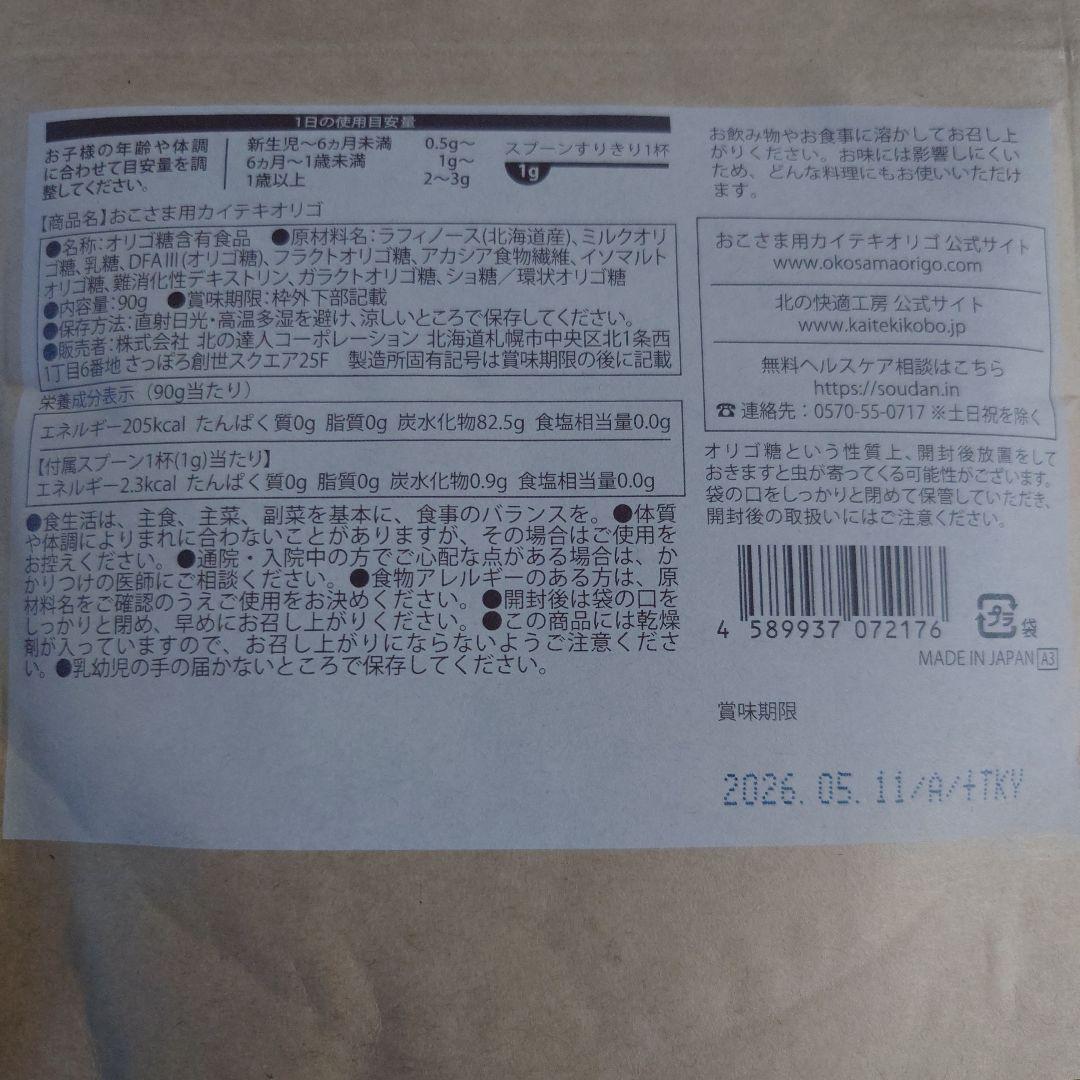 1日の使用目安量
お子様の年齢や体調
に合わせて目安量を調
整してください。
新生児〜6ヵ月未満 0.5g〜
6ヵ月〜1歳未満 1g〜
1歳以上 2〜3g
スプーンすりきり1杯
1g
【商品名】おこさま用カイテキオリゴ
●名称:オリゴ糖含有食品 ●原材料名:ラフィノース(北海道産)、ミルクオリ
ゴ糖、乳糖、DFAⅢ(オリゴ糖)、フラクトオリゴ糖、アカシア食物繊維、イソマルト
オリゴ糖、難消化性デキストリン、ガラクトオリゴ糖、ショ糖／環状オリゴ糖
●内容量:90g ●賞味期限:枠外下部記載
●保存方法:直射日光・高温多湿を避け、涼しいところで保存してください。
●販売者:株式会社 北の達人コーポレーション 北海道札幌市中央区北1条西
1丁目6番地 さっぽろ創世スクエア25F 製造所固有記号は賞味期限の後に記載
栄養成分表示（90g当たり）
エネルギー205kcal たんぱく質0g 脂質0g 炭水化物82.5g 食塩相当量0.0g
【付属スプーン1杯(1g)当たり】
エネルギー2.3kcal たんぱく質0g 脂質0g 炭水化物0.9g 食塩相当量0.0g
●食生活は、主食、主菜、副菜を基本に、食事のバランスを。●体質
や体調によりまれに合わないことがありますが、その場合はご使用を
お控えください。●通院・入院中の方でご心配な点がある場合は、か
かりつけの医師にご相談ください。●食物アレルギーのある方は、原
材料名をご確認のうえご使用をお決めください。●開封後は袋の口を
しっかりと閉め、早めにお召し上がりください。●この商品には乾燥
剤が入っていますので、お召し上がりにならないようご注意くださ
い。●乳幼児の手の届かないところで保存してください。
お飲み物やお食事に溶かしてお召し上
がりください。お味には影響しにくい
ため、どんな料理にもお使いいただけ
ます。
おこさま用カイテキオリゴ 公式サイト
www.okosamaorigo.com
北の快適工房 公式サイト
www.kaitekikobo.jp
無料ヘルスケア相談はこちら
https://soudan.in
☎ 連絡先：0570-55-0717 ※土日祝を除く
オリゴ糖という性質上、開封後放置をして
おきますと虫が寄ってくる可能性がございます。
袋の口をしっかりと閉めて保管していただき、
開封後の取扱いにはご注意ください。
4 589937 072176
プラ
袋
MADE IN JAPAN A3
賞味期限
2026. 05. 11/A/+TKY